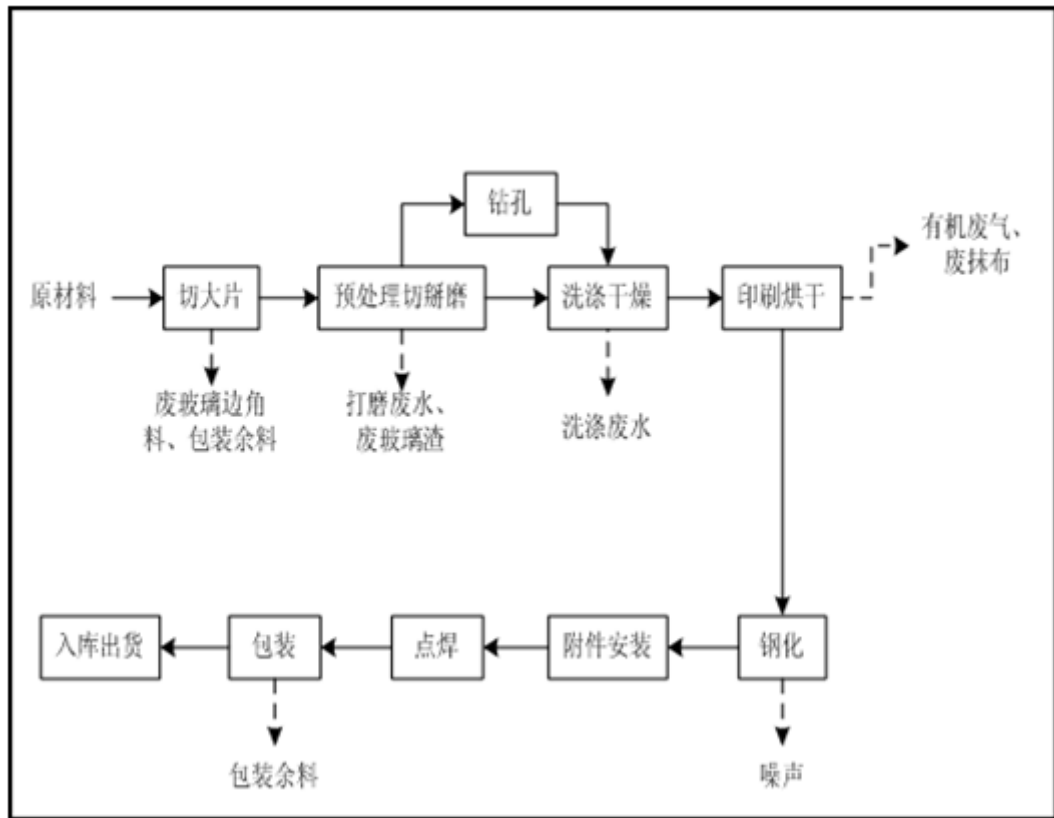 钻孔
有机废气、
废抹布
原材料
切大片
预处理切掰磨
洗涤干燥
印刷烘干
废玻璃边角
料、包装余料
打磨废水、
废玻璃渣
洗涤废水
入库出货
包装
点焊
附件安装
钢化
包装余料
噪声